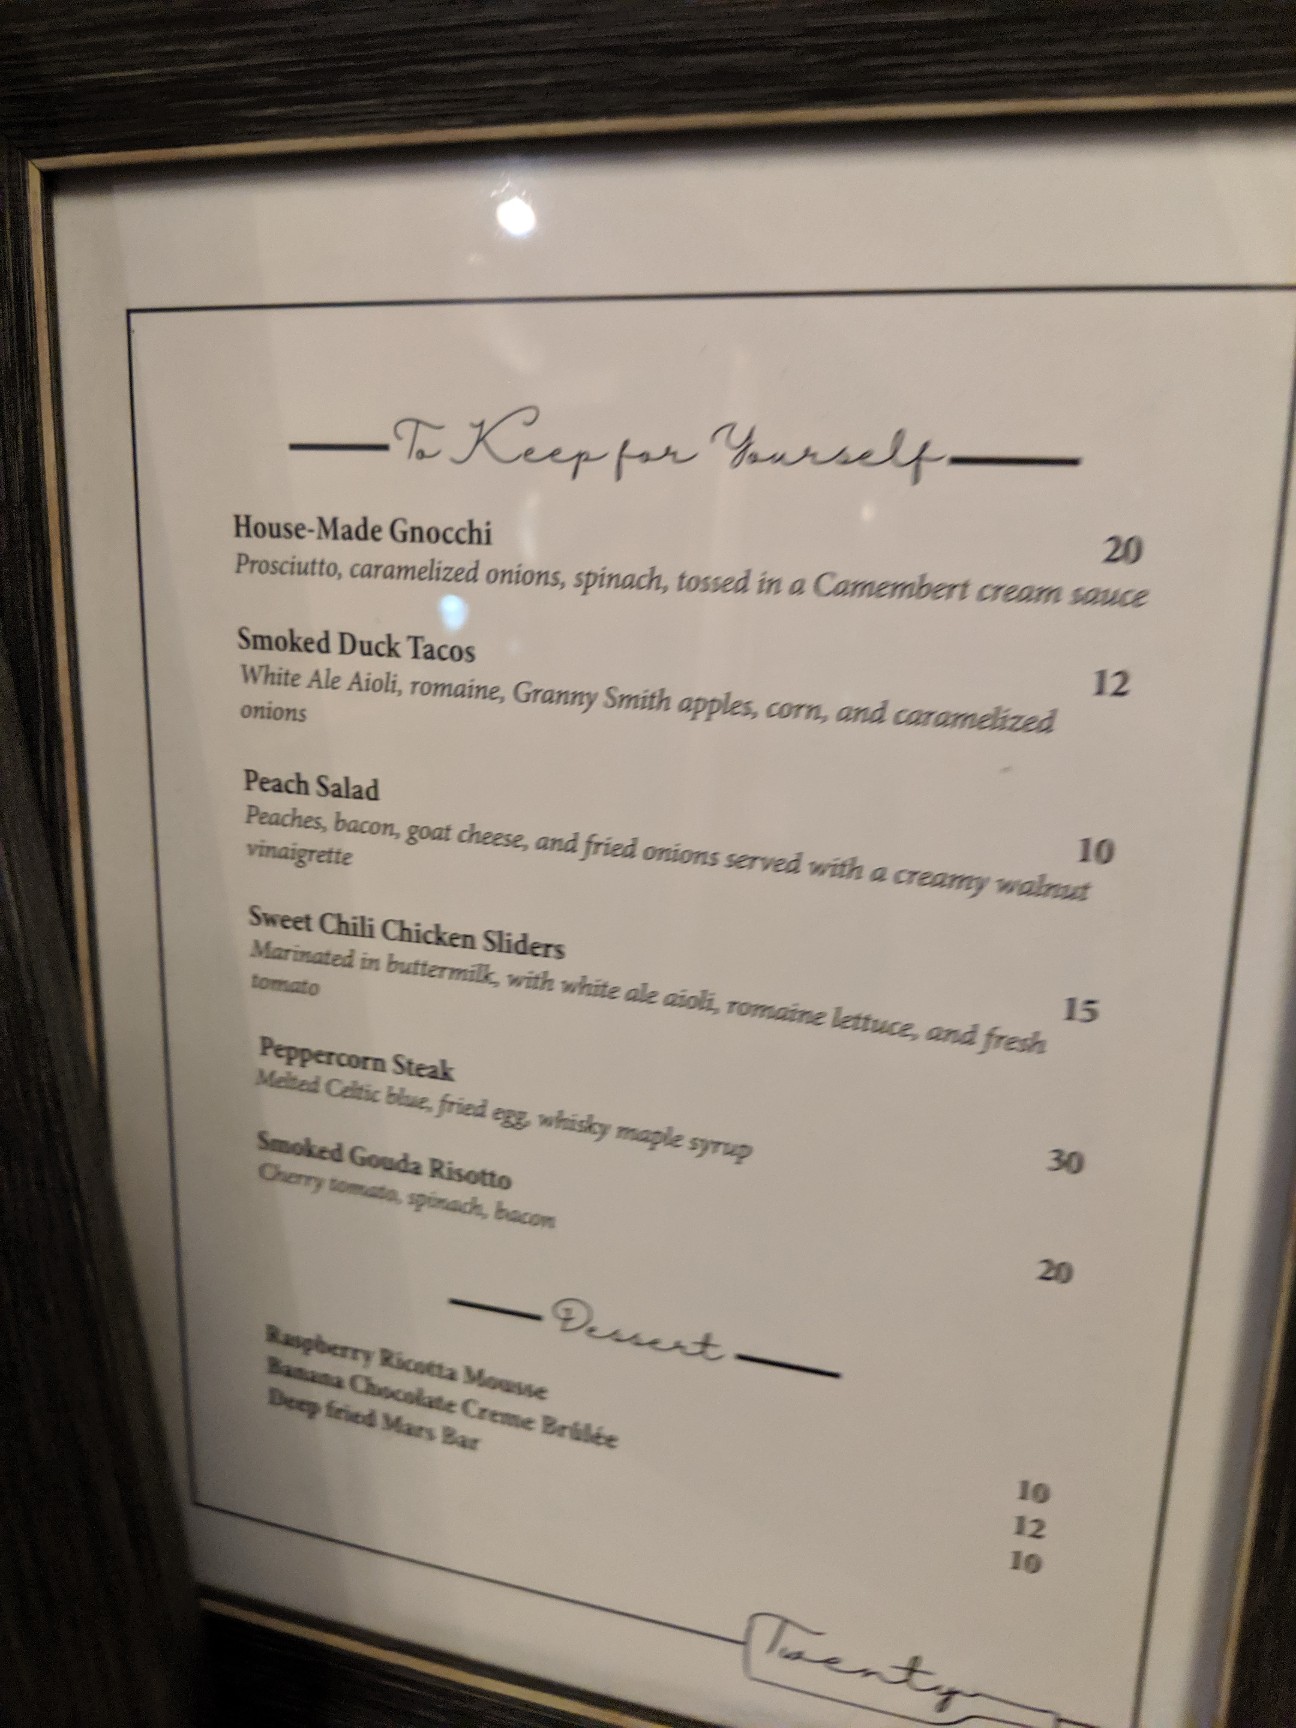 To Keep for Yourself
House-Made Gnocchi 20
Prosciutto, caramelized onions, spinach, tossed in a Camembert cream sauce
Smoked Duck Tacos 12
White Ale Aioli, romaine, Granny Smith apples, corn, and caramelized
onions
Peach Salad 10
Peaches, bacon, goat cheese, and fried onions served with a creamy walnut
vinaigrette
Sweet Chili Chicken Sliders 15
Marinated in buttermilk, with white ale aioli, romaine lettuce, and fresh
tomato
Peppercorn Steak 30
Melted Celtic blue, fried egg, whisky maple syrup
Smoked Gouda Risotto 20
Cherry tomato, spinach, bacon
Dessert
Raspberry Ricotta Mousse 10
Banana Chocolate Creme Brûlée 12
Deep fried Mars Bar 10
Twenty